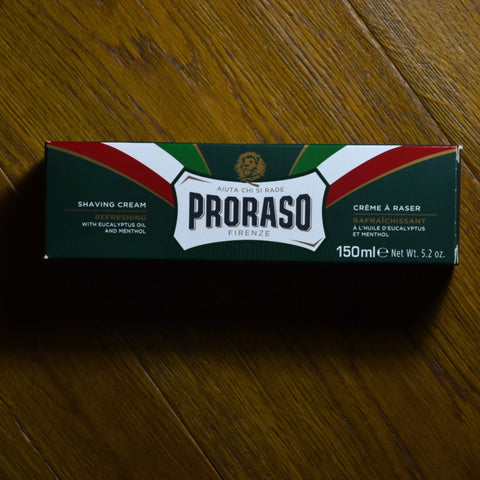 SHAVING CREAM
REFRESHING
WITH EUCALYPTUS OIL
AND MENTHOL
AIUTA CHI SI RADE
PRORASO
FIRENZE
CRÈME À RASER
RAFRAÎCHISSANT
À L'HUILE D'EUCALYPTUS
ET MENTHOL
150ml℮ Net Wt. 5.2 oz.